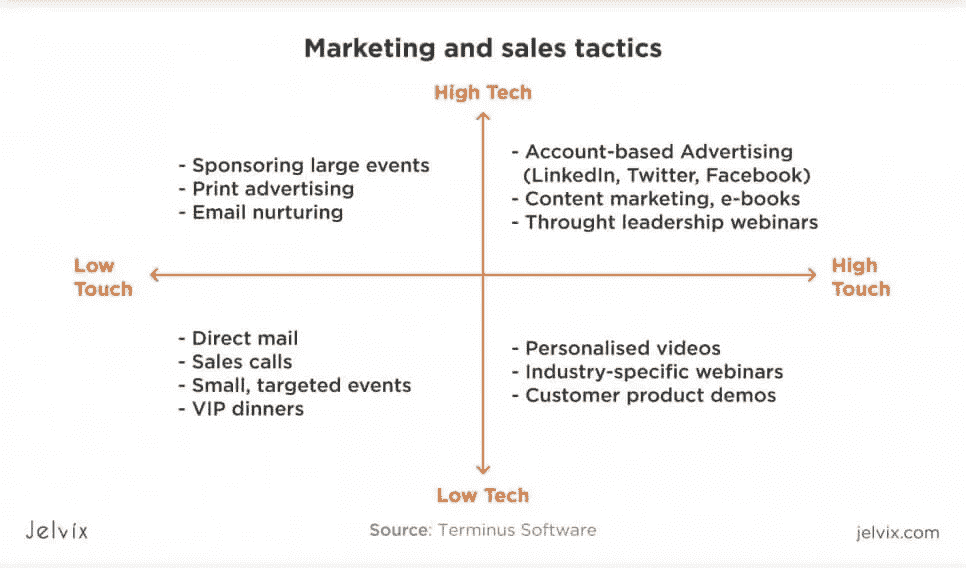 Marketing and sales tactics
High Tech
- Sponsoring large events
- Print advertising
- Email nurturing
- Account-based Advertising
(LinkedIn, Twitter, Facebook)
- Content marketing, e-books
- Throught leadership webinars
Low
Touch
High
Touch
- Direct mail
- Sales calls
- Small, targeted events
- VIP dinners
- Personalised videos
- Industry-specific webinars
- Customer product demos
Low Tech
Jelvix
Source: Terminus Software
jelvix.com